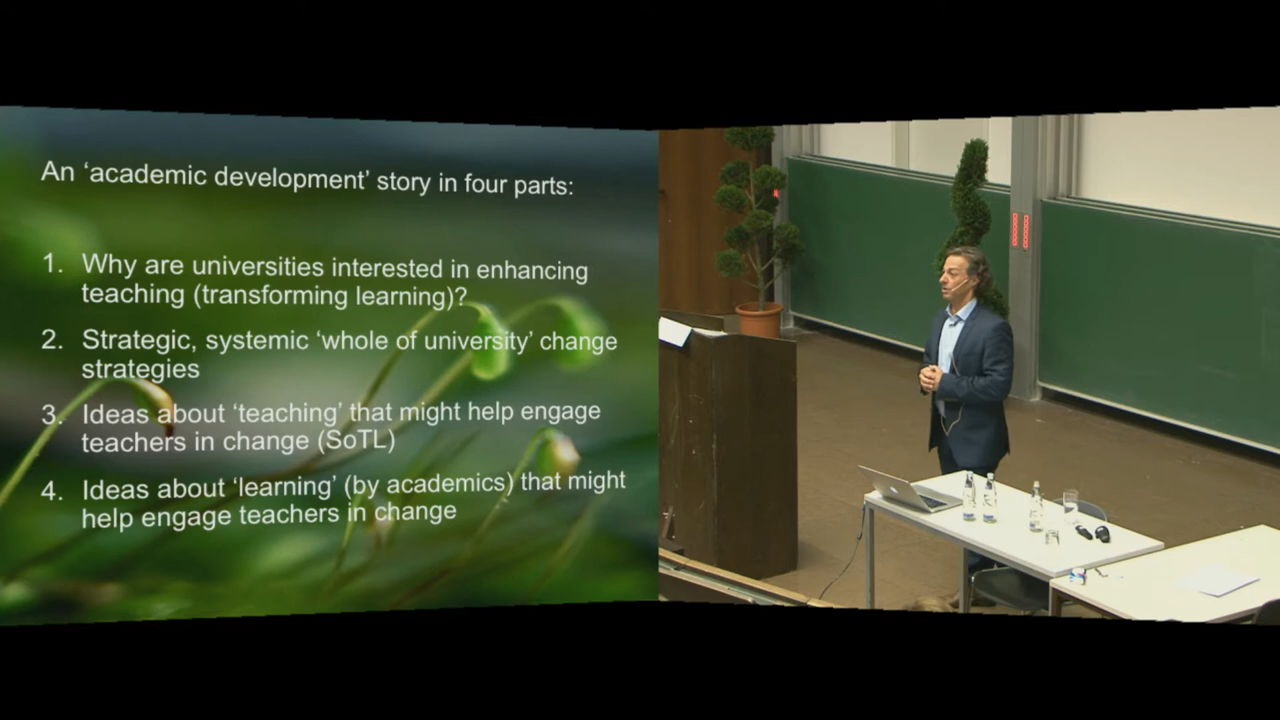 An ‘academic development’ story in four parts:
1. Why are universities interested in enhancing
teaching (transforming learning)?
2. Strategic, systemic ‘whole of university’ change
strategies
3. Ideas about ‘teaching’ that might help engage
teachers in change (SoTL)
4. Ideas about ‘learning’ (by academics) that might
help engage teachers in change